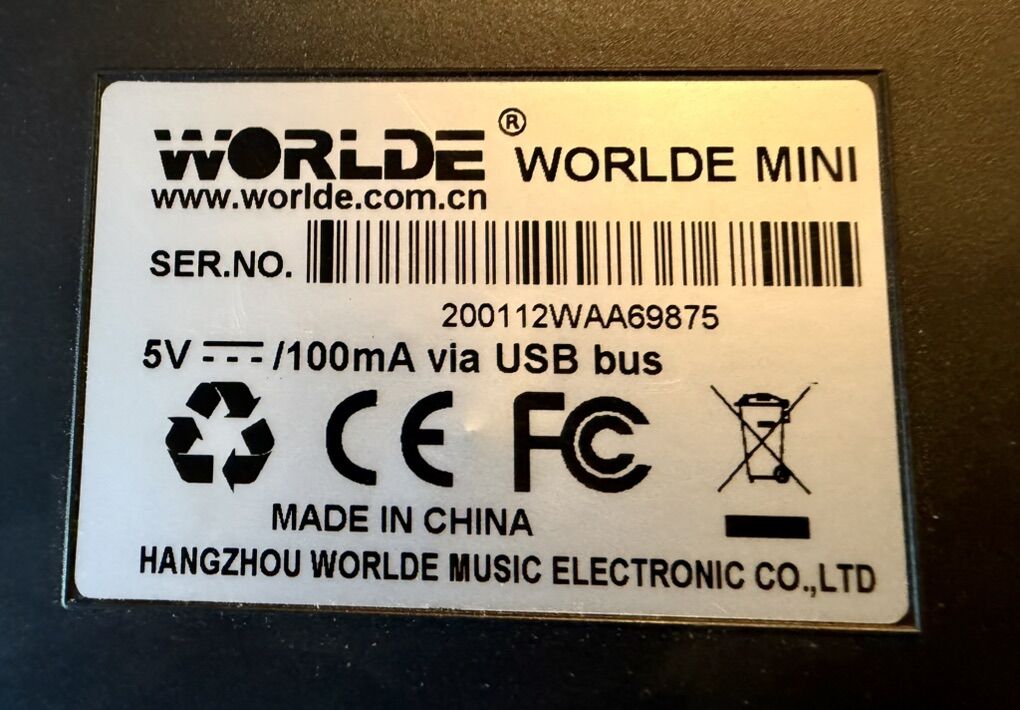 WORLDE® WORLDE MINI
www.worlde.com.cn
SER.NO.
200112WAA69875
5V ⎓ /100mA via USB bus
CE FC
MADE IN CHINA
HANGZHOU WORLDE MUSIC ELECTRONIC CO.,LTD